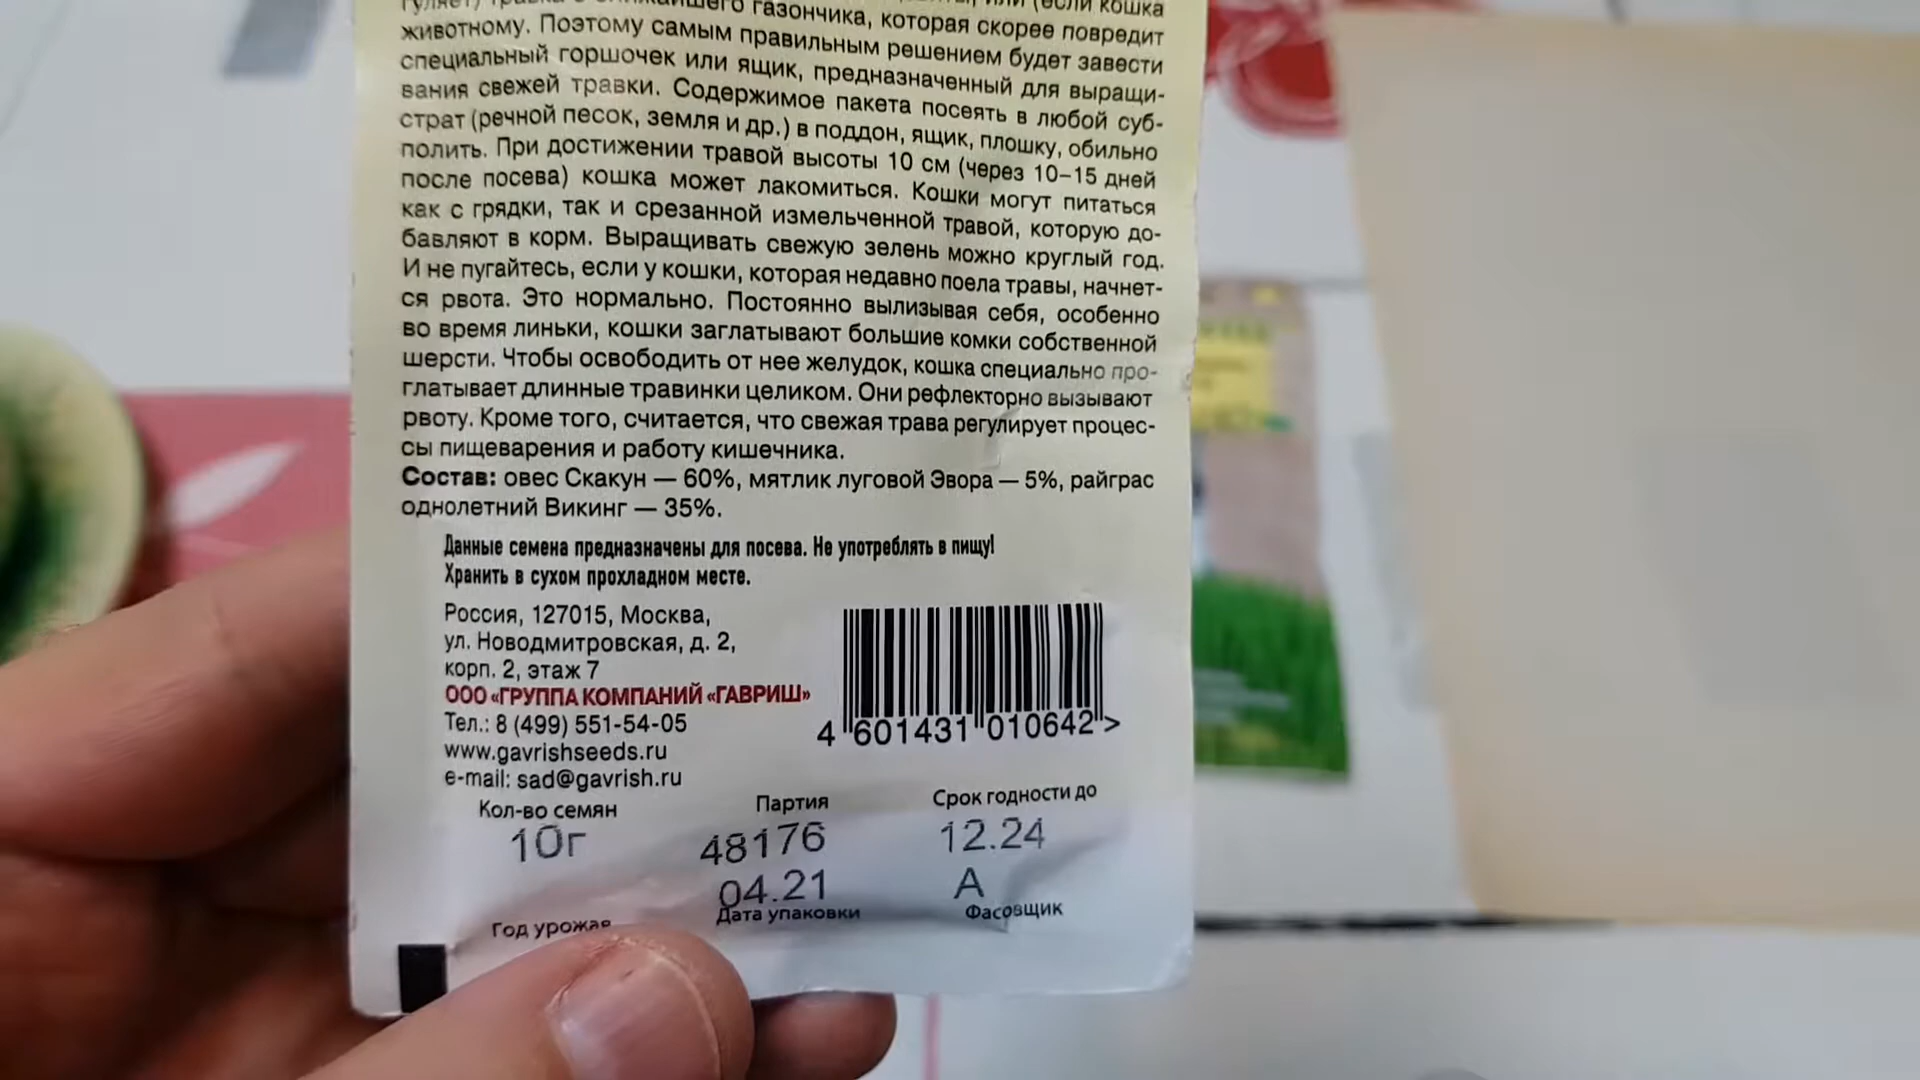 газончика, которая скорее повредит
животному. Поэтому самым правильным решением будет завести
специальный горшочек или ящик, предназначенный для выращи-
вания свежей травки. Содержимое пакета посеять в любой суб-
страт (речной песок, земля и др.) в поддон, ящик, плошку, обильно
полить. При достижении травой высоты 10 см (через 10–15 дней
после посева) кошка может лакомиться. Кошки могут питаться
как с грядки, так и срезанной измельченной травой, которую до-
бавляют в корм. Выращивать свежую зелень можно круглый год.
И не пугайтесь, если у кошки, которая недавно поела травы, начнет-
ся рвота. Это нормально. Постоянно вылизывая себя, особенно
во время линьки, кошки заглатывают большие комки собственной
шерсти. Чтобы освободить от нее желудок, кошка специально про-
глатывает длинные травинки целиком. Они рефлекторно вызывают
рвоту. Кроме того, считается, что свежая трава регулирует процес-
сы пищеварения и работу кишечника.
Состав: овес Скакун — 60%, мятлик луговой Эвора — 5%, райграс
однолетний Викинг — 35%.
Данные семена предназначены для посева. Не употреблять в пищу!
Хранить в сухом прохладном месте.
Россия, 127015, Москва,
ул. Новодмитровская, д. 2,
корп. 2, этаж 7
ООО «ГРУППА КОМПАНИЙ «ГАВРИШ»
Тел.: 8 (499) 551-54-05
www.gavrishseeds.ru
e-mail: sad@gavrish.ru
4 601431 010642 >
Кол-во семян Партия Срок годности до
10г 48176 12.24
04.21 А
Год урожая Дата упаковки Фасовщик